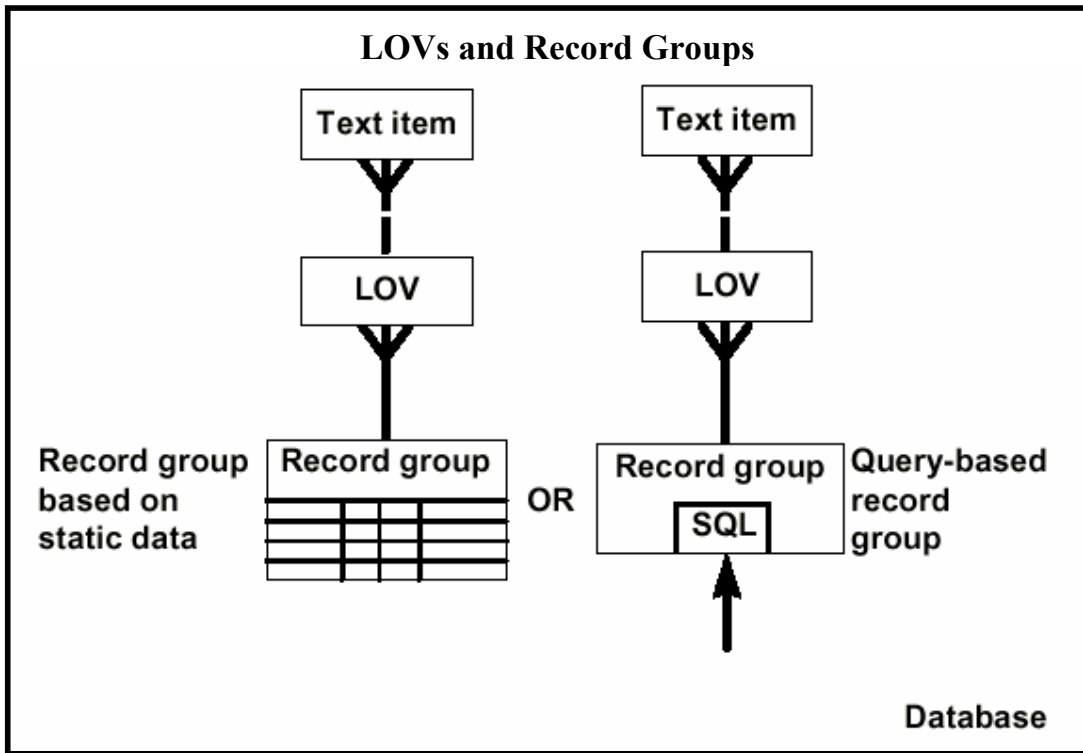 LOVs and Record Groups
Text item
Text item
LOV
LOV
Record group
based on
static data
Record group
OR
Record group
SQL
Query-based
record
group
Database